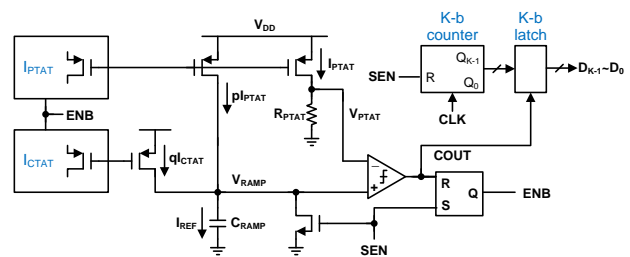 V_DD
K-b counter
K-b latch
I_PTAT
I_PTAT
pI_PTAT
R_PTAT
V_PTAT
SEN
R
Q_K-1
Q_0
CLK
D_K-1~D_0
ENB
I_CTAT
qI_CTAT
COUT
V_RAMP
−
+
R
S
Q
ENB
I_REF
C_RAMP
SEN